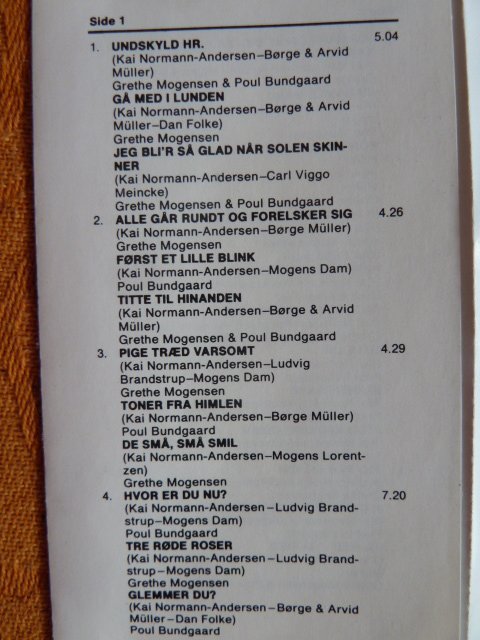 Side 1
1. UNDSKYLD HR. 5.04
(Kai Normann-Andersen–Børge & Arvid
Müller)
Grethe Mogensen & Poul Bundgaard
GÅ MED I LUNDEN
(Kai Normann-Andersen–Børge & Arvid
Müller–Dan Folke)
Grethe Mogensen
JEG BLI'R SÅ GLAD NÅR SOLEN SKIN-
NER
(Kai Normann-Andersen–Carl Viggo
Meincke)
Grethe Mogensen & Poul Bundgaard
2. ALLE GÅR RUNDT OG FORELSKER SIG 4.26
(Kai Normann-Andersen–Børge Müller)
Grethe Mogensen
FØRST ET LILLE BLINK
(Kai Normann-Andersen–Mogens Dam)
Poul Bundgaard
TITTE TIL HINANDEN
(Kai Normann-Andersen–Børge & Arvid
Müller)
Grethe Mogensen & Poul Bundgaard
3. PIGE TRÆD VARSOMT 4.29
(Kai Normann-Andersen–Ludvig
Brandstrup–Mogens Dam)
Grethe Mogensen
TONER FRA HIMLEN
(Kai Normann-Andersen–Børge Müller)
Poul Bundgaard
DE SMÅ, SMÅ SMIL
(Kai Normann-Andersen–Mogens Lorent-
zen)
Grethe Mogensen
4. HVOR ER DU NU? 7.20
(Kai Normann-Andersen–Ludvig Brand-
strup–Mogens Dam)
Poul Bundgaard
TRE RØDE ROSER
(Kai Normann-Andersen–Ludvig Brand-
strup–Mogens Dam)
Grethe Mogensen
GLEMMER DU?
(Kai Normann-Andersen–Børge & Arvid
Müller–Dan Folke)
Poul Bundgaard